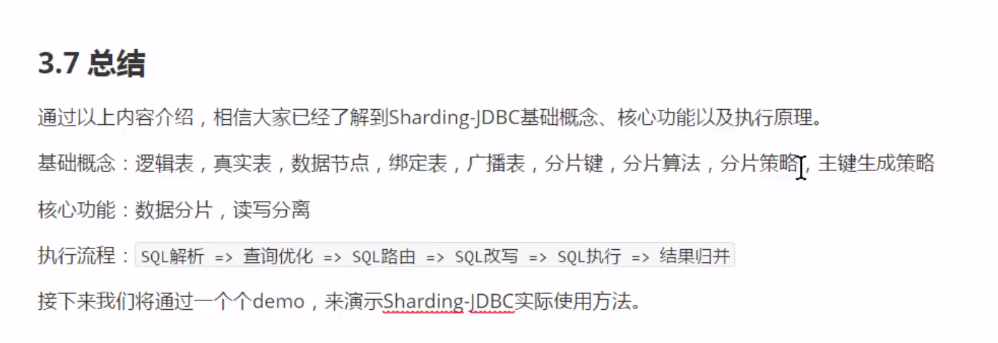 3.7 总结
通过以上内容介绍，相信大家已经了解到Sharding-JDBC基础概念、核心功能以及执行原理。
基础概念：逻辑表，真实表，数据节点，绑定表，广播表，分片键，分片算法，分片策略，主键生成策略
核心功能：数据分片，读写分离
执行流程：SQL解析 => 查询优化 => SQL路由 => SQL改写 => SQL执行 => 结果归并
接下来我们将通过一个个demo，来演示Sharding-JDBC实际使用方法。